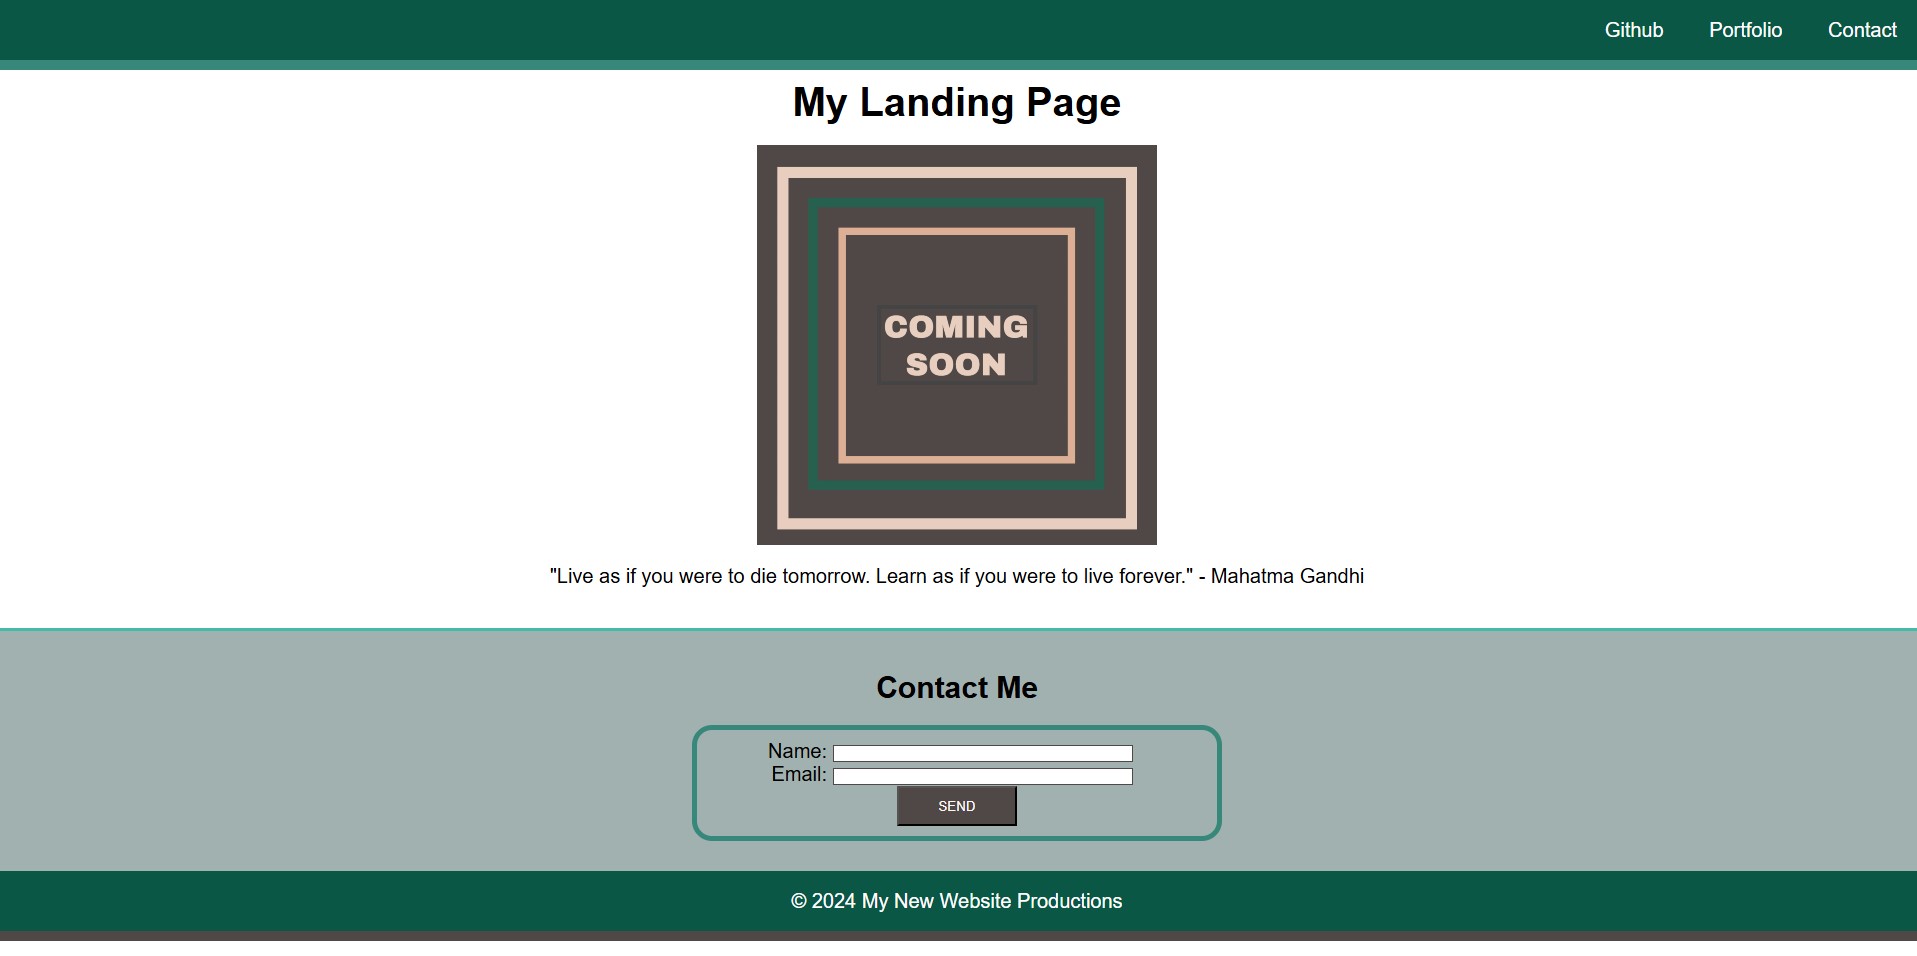 Github Portfolio Contact
My Landing Page
COMING
SOON
"Live as if you were to die tomorrow. Learn as if you were to live forever." - Mahatma Gandhi
Contact Me
Name:
Email:
SEND
© 2024 My New Website Productions